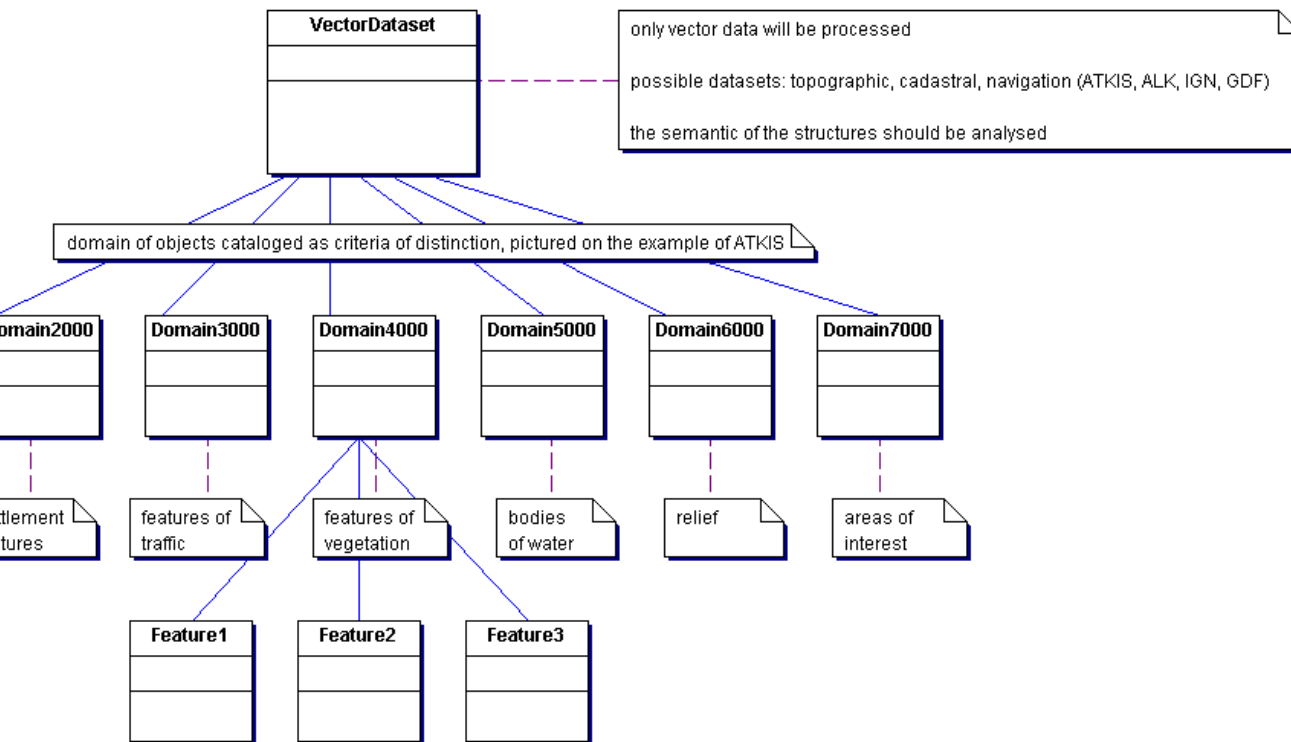 VectorDataset
only vector data will be processed
possible datasets: topographic, cadastral, navigation (ATKIS, ALK, IGN, GDF)
the semantic of the structures should be analysed
domain of objects cataloged as criteria of distinction, pictured on the example of ATKIS
omain2000
Domain3000
Domain4000
Domain5000
Domain6000
Domain7000
ttlement
tures
features of
traffic
features of
vegetation
bodies
of water
relief
areas of
interest
Feature1
Feature2
Feature3